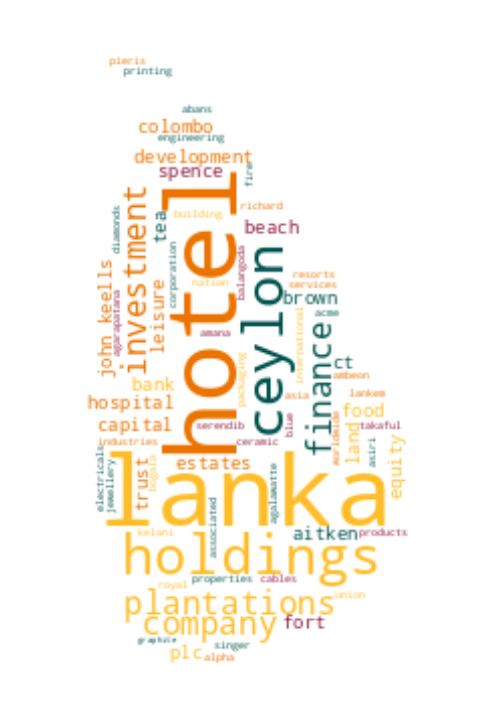 pieris
printing
abans
colombo
engineering
development
spence
fire
hotel
richard
building
tea
diamonds
investment
beach
corporation
balangoda
ceylon
john keells
agarapatana
leisure
nation
resorts
services
brown
international
acme
finance
amana
ct
ambeon
packaging
bank
hospital
asia
lankem
food
capital
serendib
blue
worldwide
land
takaful
industries
ceramic
asiri
equity
electricals
jewellery
trust
estates
lanka
agalawatte
associated
kelani
aitken
products
holdings
royal
properties
cables
plantations
union
company
fort
graphite
singer
plc
alpha